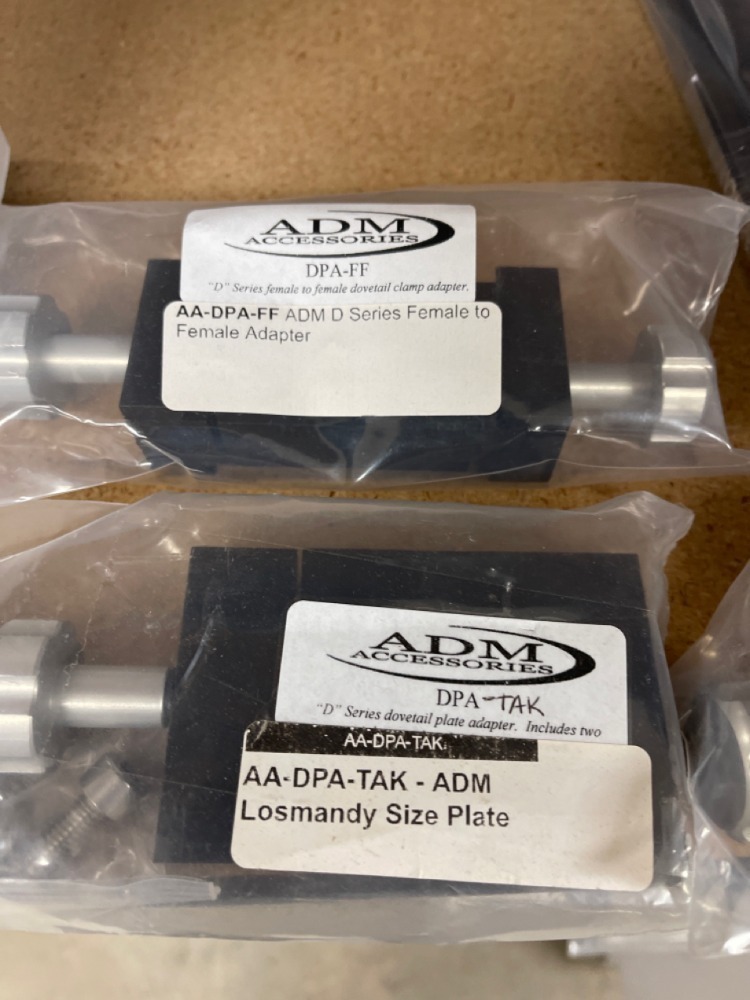 ADM
ACCESSORIES
DPA-FF
"D" Series female to female dovetail clamp adapter.
AA-DPA-FF ADM D Series Female to
Female Adapter
ADM
ACCESSORIES
DPA-TAK
"D" Series dovetail plate adapter. Includes two
AA-DPA-TAK
AA-DPA-TAK - ADM
Losmandy Size Plate